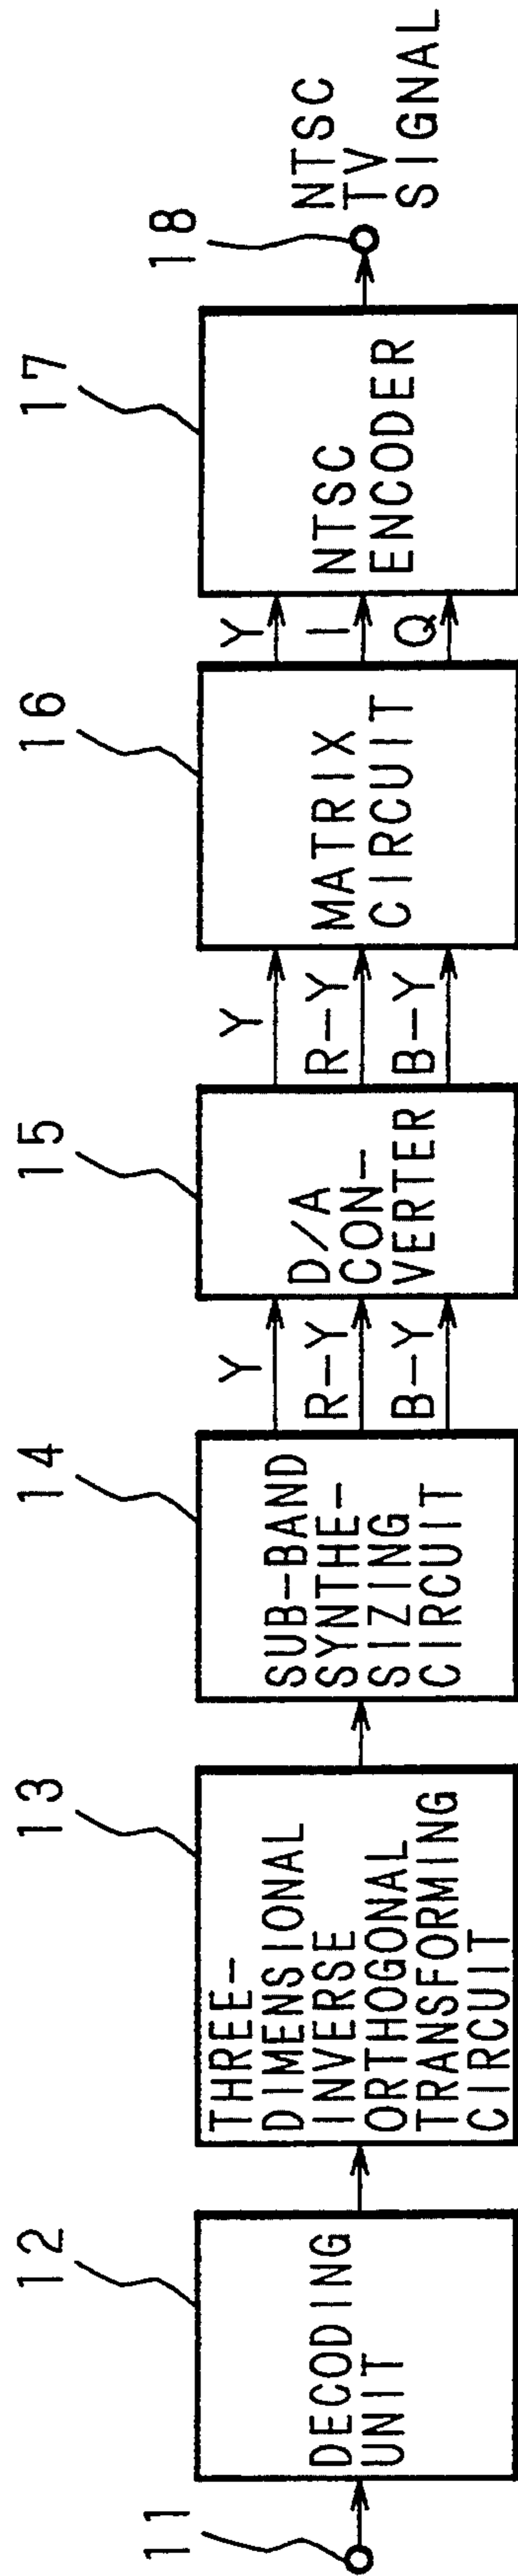 11
12
DECODING
UNIT
13
THREE-
DIMENSIONAL
INVERSE
ORTHOGONAL
TRANSFORMING
CIRCUIT
14
SUB-BAND
SYNTHE-
SIZING
CIRCUIT
Y
R-Y
B-Y
15
D/A
CON-
VERTER
Y
R-Y
B-Y
16
MATRIX
CIRCUIT
Y
I
Q
17
NTSC
ENCODER
18
NTSC
TV
SIGNAL